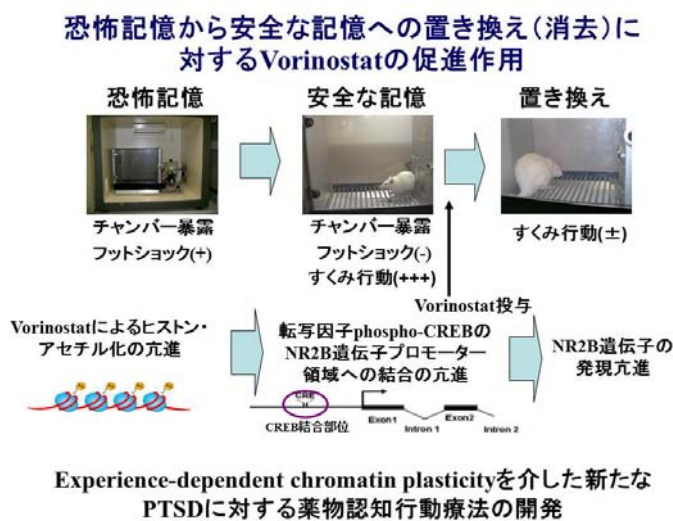 恐怖記憶から安全な記憶への置き換え(消去)に
対するVorinostatの促進作用
恐怖記憶
安全な記憶
置き換え
チャンバー暴露
フットショック(+)
チャンバー暴露
フットショック(-)
すくみ行動(+++)
すくみ行動(±)
Vorinostat投与
Vorinostatによるヒストン・
アセチル化の亢進
転写因子phospho-CREBの
NR2B遺伝子プロモーター
領域への結合の亢進
NR2B遺伝子の
発現亢進
CRE
CREB結合部位
Exon1
Intron 1
Exon2
Intron 2
Experience-dependent chromatin plasticityを介した新たな
PTSDに対する薬物認知行動療法の開発